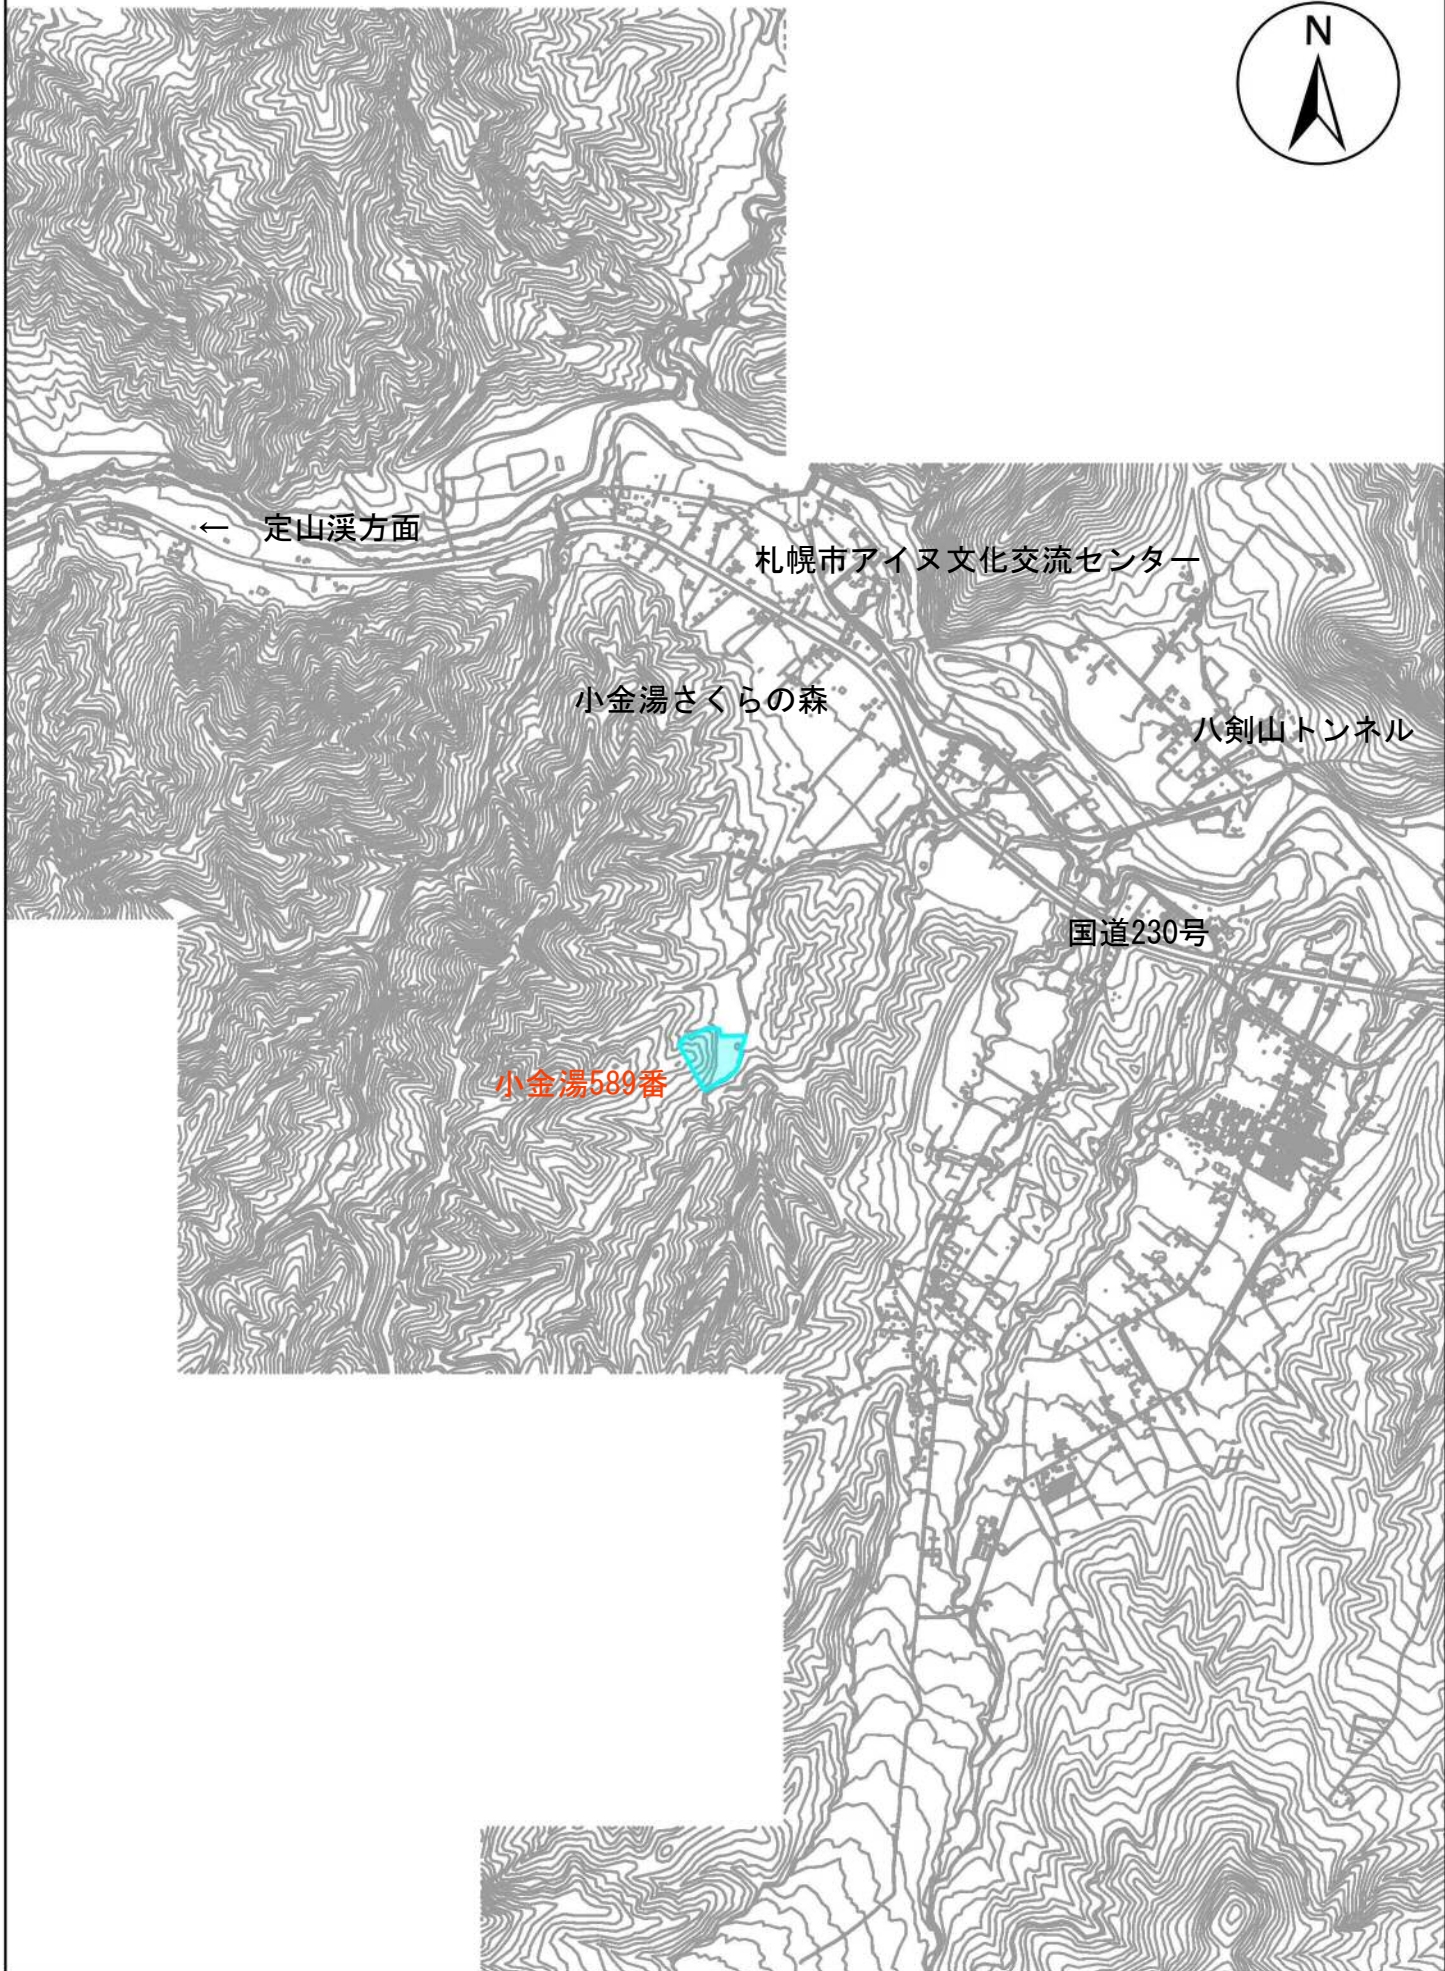 N
← 定山渓方面
札幌市アイヌ文化交流センター
小金湯さくらの森
八剣山トンネル
国道230号
小金湯589番